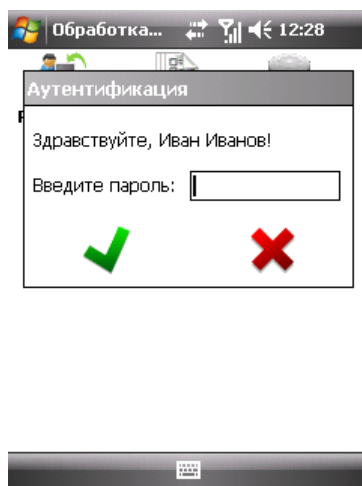 Обработка... 12:28
Аутентификация
Здравствуйте, Иван Иванов!
Введите пароль: